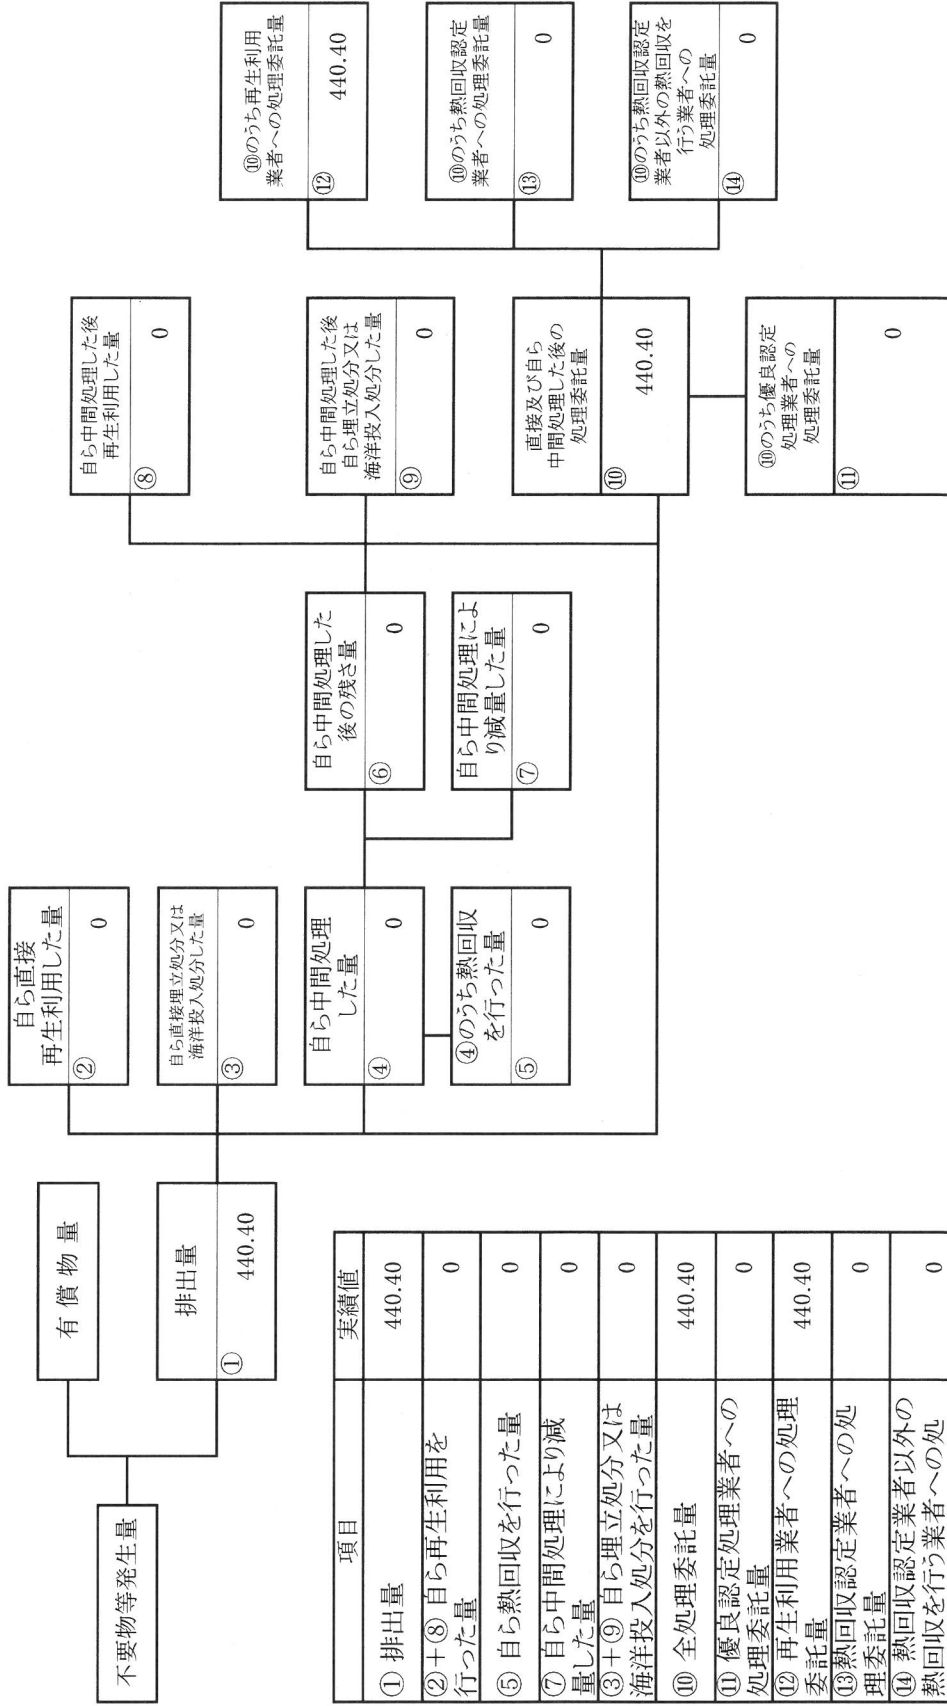 不要物等発生量
有償物量
排出量
①
440.40
自ら直接
再生利用した量
②
0
自ら直接埋立処分又は
海洋投入処分した量
③
0
自ら中間処理
した量
④
0
④のうち熱回収
を行った量
⑤
0
自ら中間処理した
後の残さ量
⑥
0
自ら中間処理によ
り減量した量
⑦
0
自ら中間処理した後
再生利用した量
⑧
0
自ら中間処理した後
自ら埋立処分又は
海洋投入処分した量
⑨
0
直接及び自ら
中間処理した後の
処理委託量
⑩
440.40
⑩のうち優良認定
処理業者への
処理委託量
⑪
0
⑩のうち再生利用
業者への処理委託量
⑫
440.40
⑩のうち熱回収認定
業者への処理委託量
⑬
0
⑩のうち熱回収認定
業者以外の熱回収を
行う業者への
処理委託量
⑭
0
項目 実績値
① 排出量 440.40
②+⑧ 自ら再生利用を
行った量 0
⑤ 自ら熱回収を行った量 0
⑦ 自ら中間処理により減
量した量 0
③+⑨ 自ら埋立処分又は
海洋投入処分を行った量 0
⑩ 全処理委託量 440.40
⑪ 優良認定処理業者への
処理委託量 0
⑫ 再生利用業者への処理
委託量 440.40
⑬熱回収認定業者への処
理委託量 0
⑭ 熱回収認定業者以外の
熱回収を行う業者への処 0